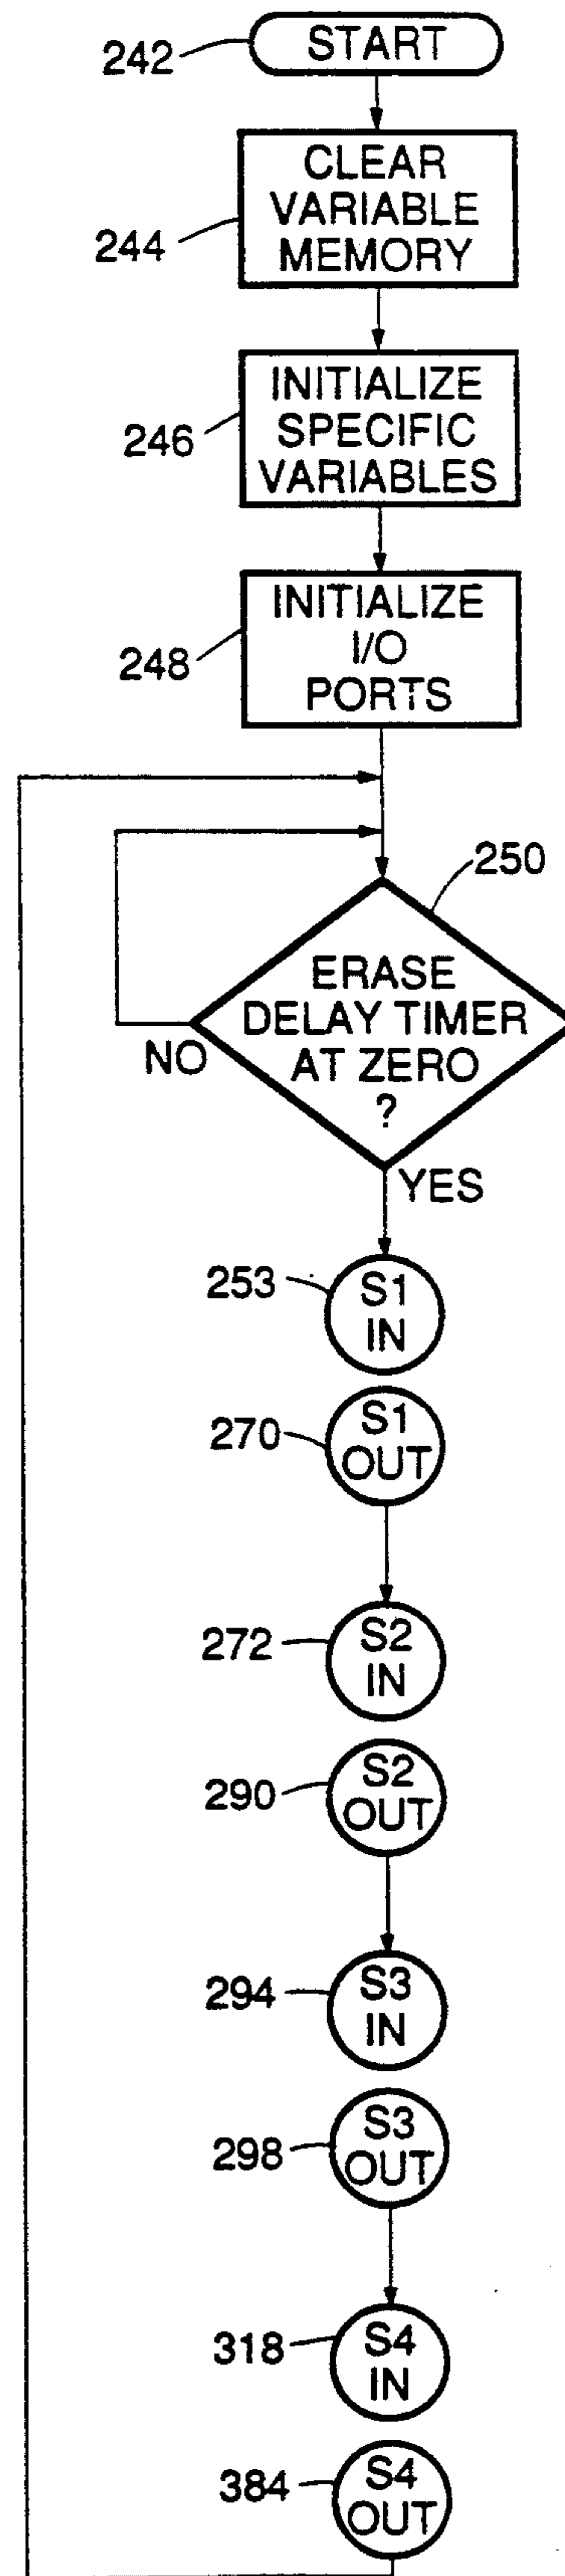 242
START
CLEAR
VARIABLE
MEMORY
244
INITIALIZE
SPECIFIC
VARIABLES
246
INITIALIZE
I/O
PORTS
248
250
ERASE
DELAY TIMER
AT ZERO
?
NO
YES
253
S1
IN
270
S1
OUT
272
S2
IN
290
S2
OUT
294
S3
IN
298
S3
OUT
318
S4
IN
384
S4
OUT